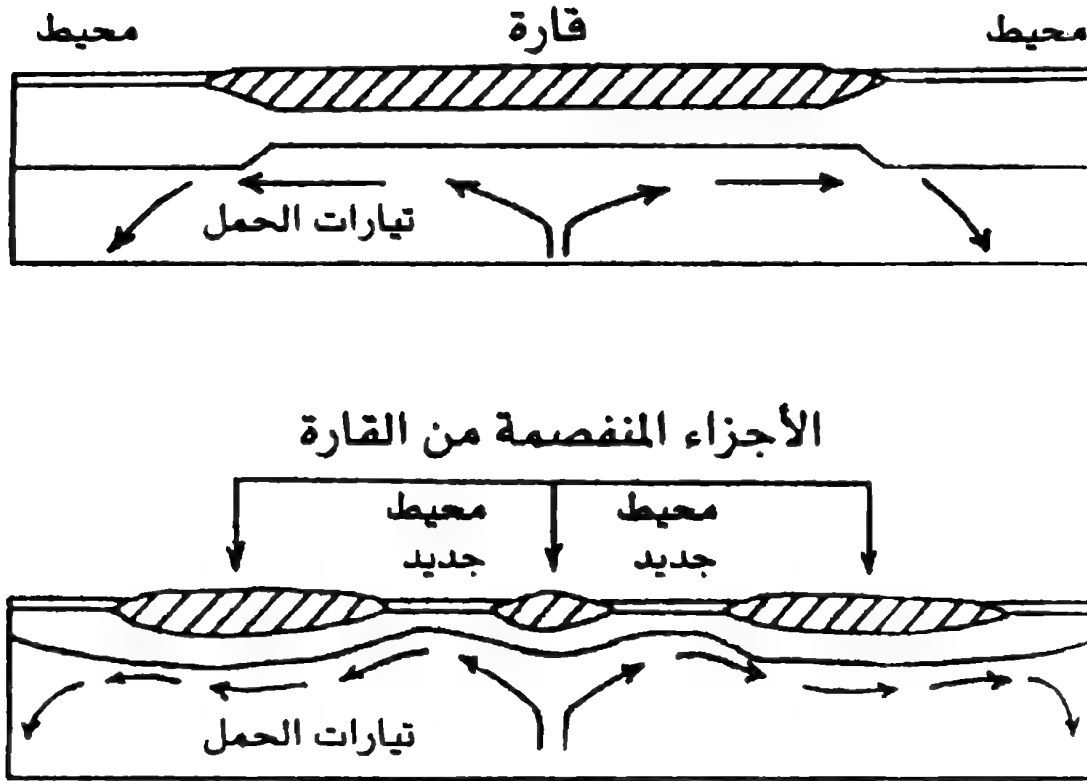 محيط
قارة
محيط
تيارات الحمل
الأجزاء المنفصمة من القارة
محيط
جديد
محيط
جديد
تيارات الحمل